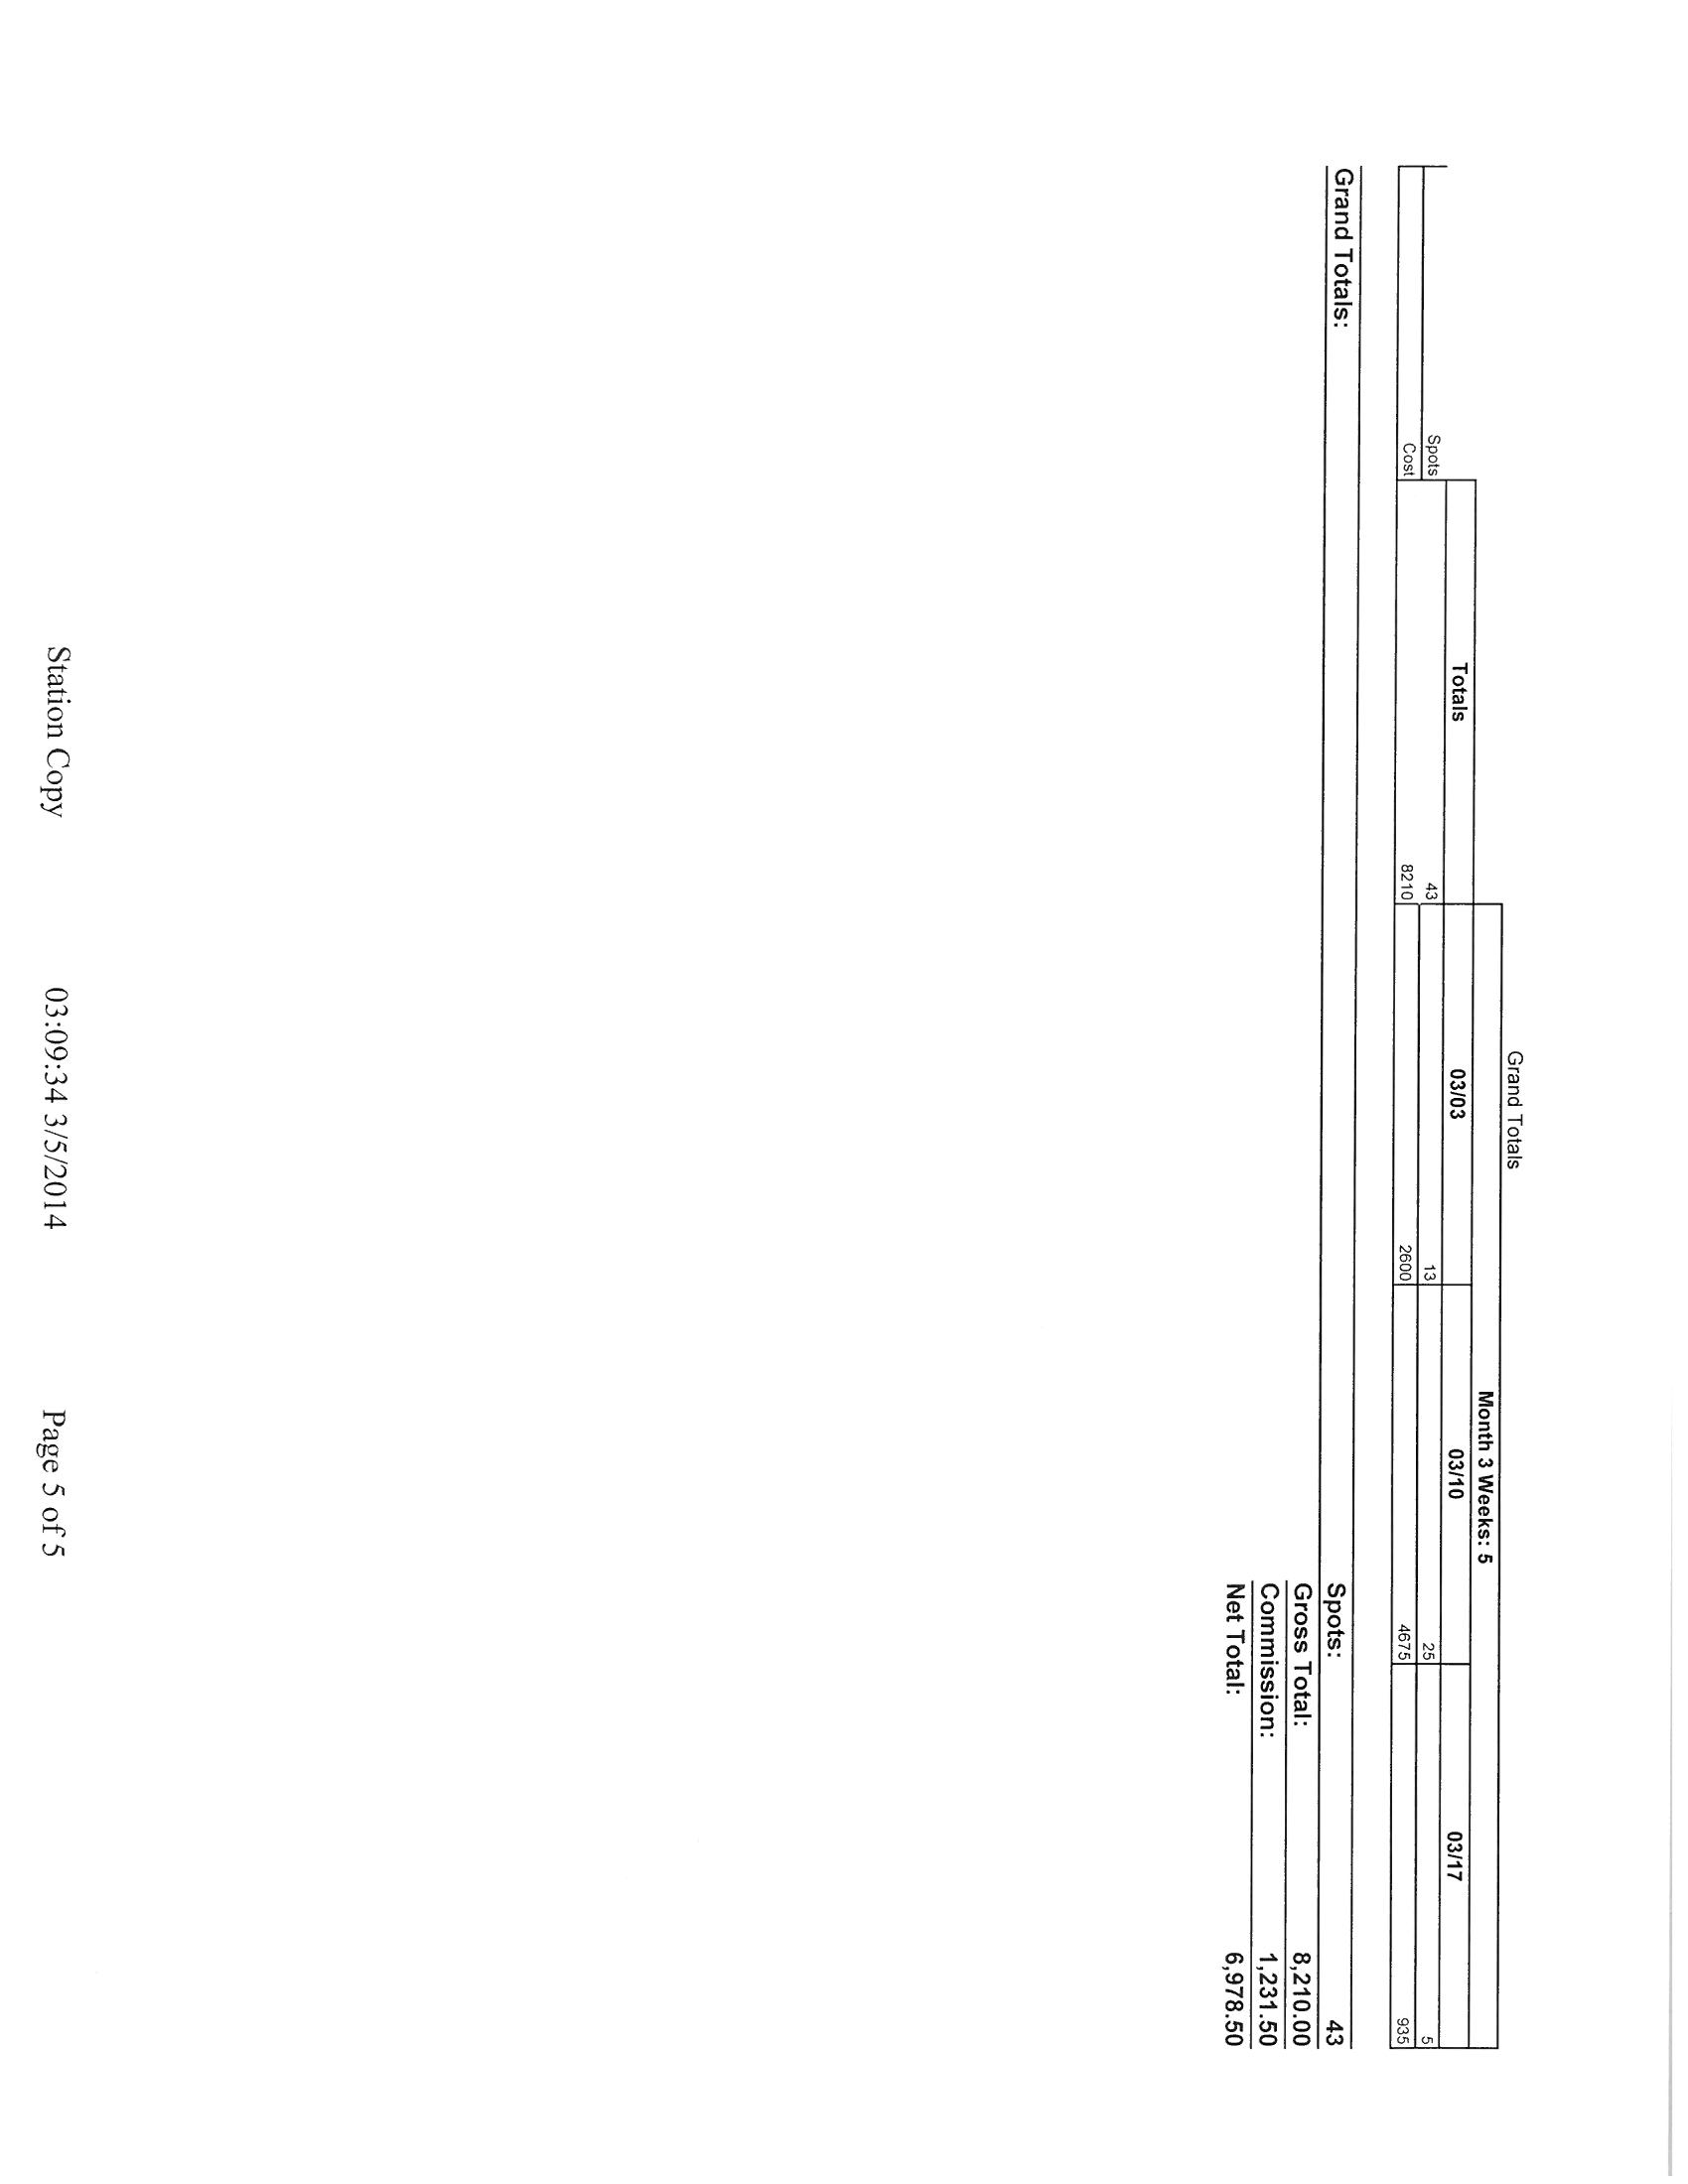 Grand Totals
Month 3 Weeks: 5
Totals 03/03 03/10 03/17
Spots 43 13 25 5
Cost 8210 2600 4675 935
Grand Totals: Spots: 43
Gross Total: 8,210.00
Commission: 1,231.50
Net Total: 6,978.50
Station Copy 03:09:34 3/5/2014 Page 5 of 5